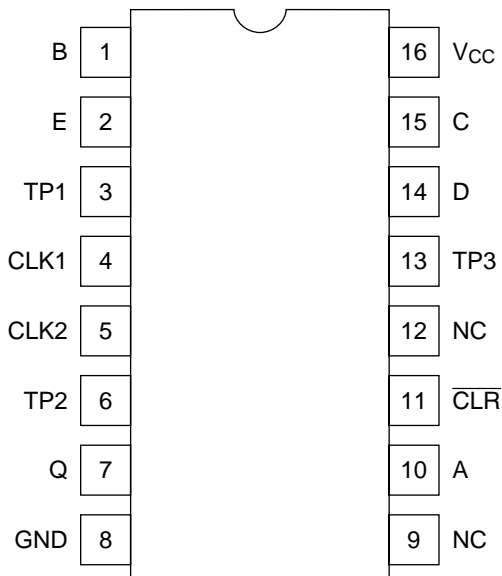 B 1 16 VCC
E 2 15 C
TP1 3 14 D
CLK1 4 13 TP3
CLK2 5 12 NC
TP2 6 11 CLR
Q 7 10 A
GND 8 9 NC